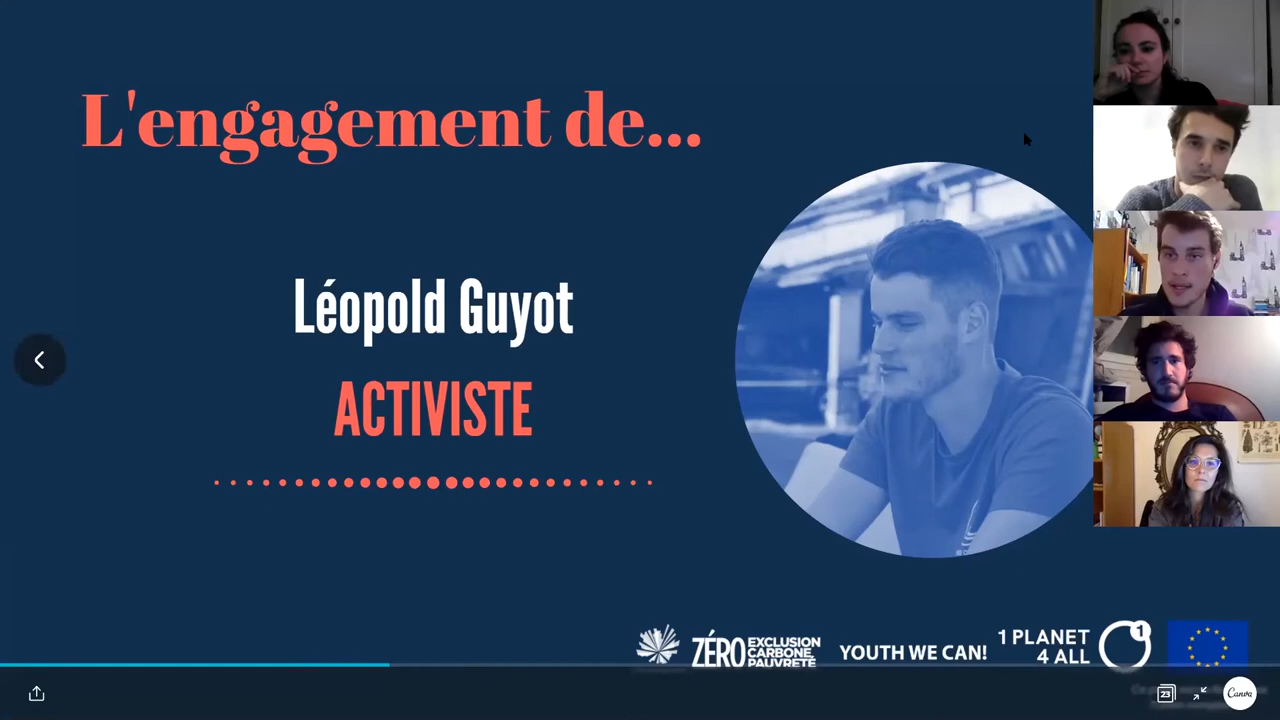 L'engagement de...
Léopold Guyot
ACTIVISTE
ZÉRO EXCLUSION
CARBONE
PAUVRETÉ
YOUTH WE CAN!
1 PLANET
4 ALL
1
23
Canva